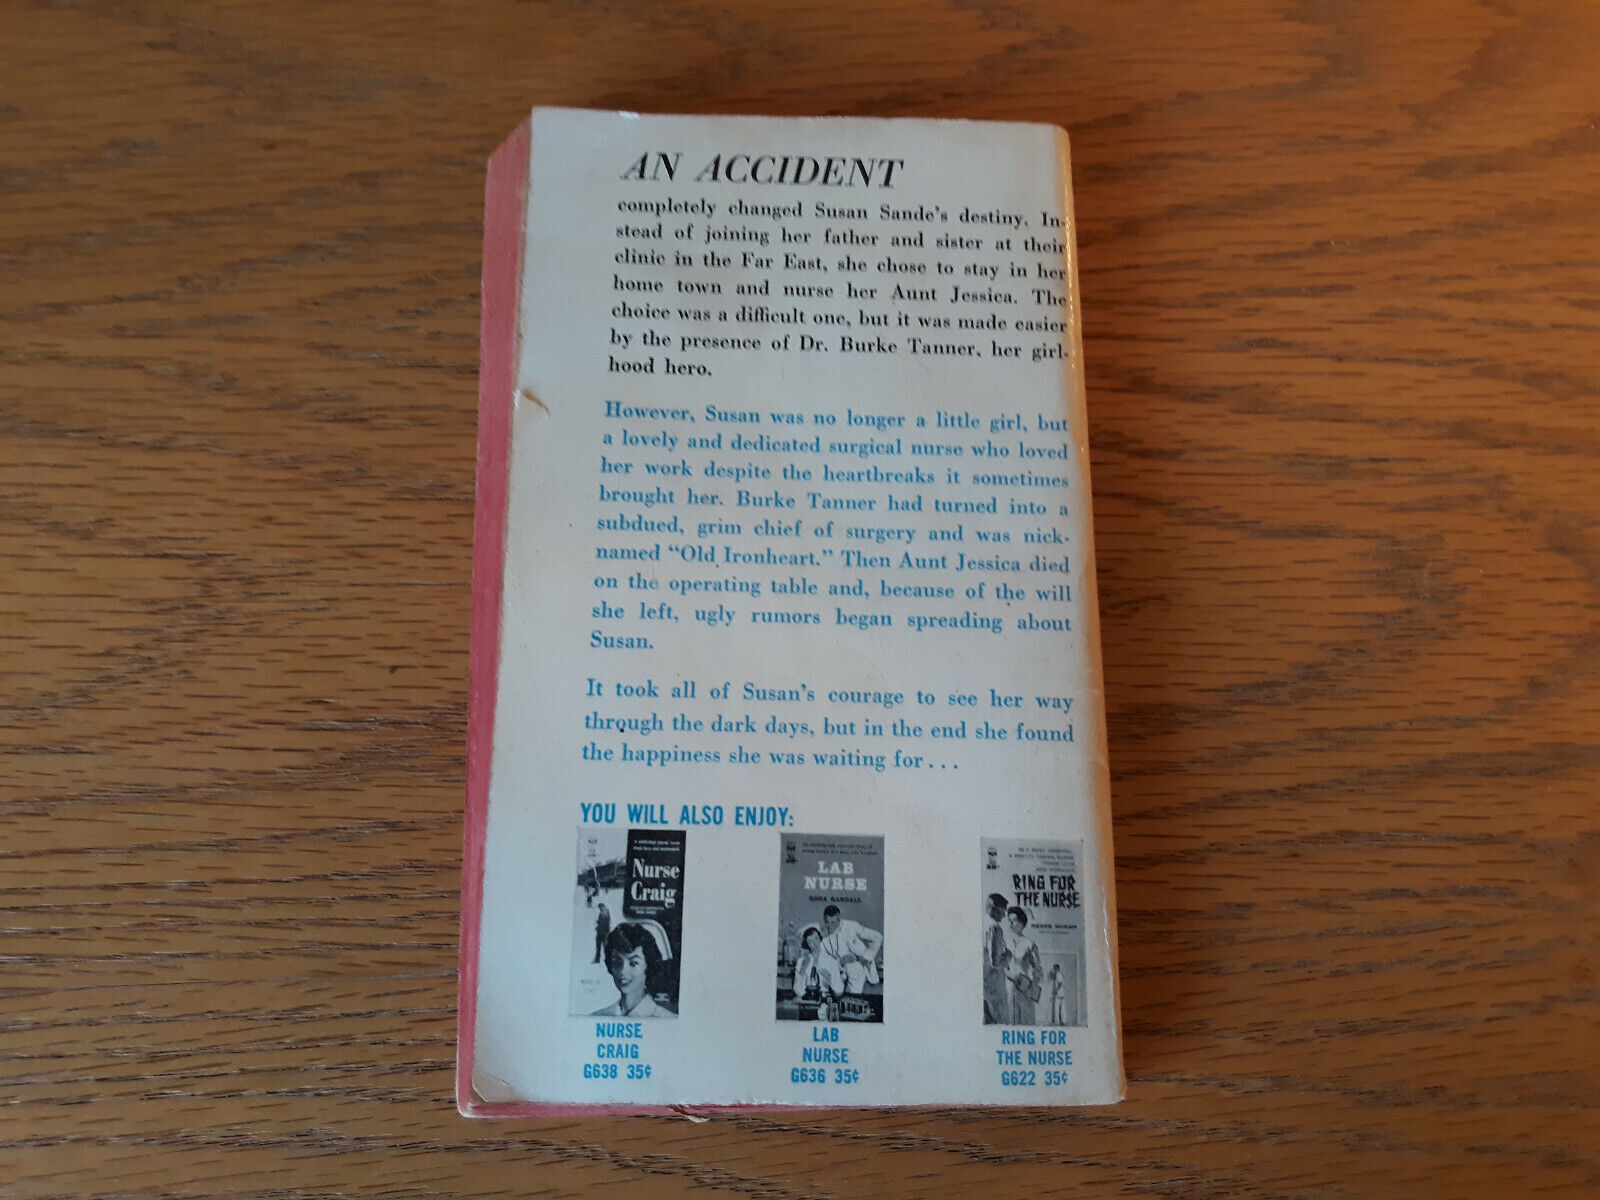 AN ACCIDENT
completely changed Susan Sande's destiny. In-
stead of joining her father and sister at their
clinic in the Far East, she chose to stay in her
home town and nurse her Aunt Jessica. The
choice was a difficult one, but it was made easier
by the presence of Dr. Burke Tanner, her girl-
hood hero.
However, Susan was no longer a little girl, but
a lovely and dedicated surgical nurse who loved
her work despite the heartbreaks it sometimes
brought her. Burke Tanner had turned into a
subdued, grim chief of surgery and was nick-
named "Old Ironheart." Then Aunt Jessica died
on the operating table and, because of the will
she left, ugly rumors began spreading about
Susan.
It took all of Susan's courage to see her way
through the dark days, but in the end she found
the happiness she was waiting for . . .
YOU WILL ALSO ENJOY:
Nurse
Craig
LAB
NURSE
RING FOR
THE NURSE
NURSE
CRAIG
G638 35¢
LAB
NURSE
G636 35¢
RING FOR
THE NURSE
G622 35¢